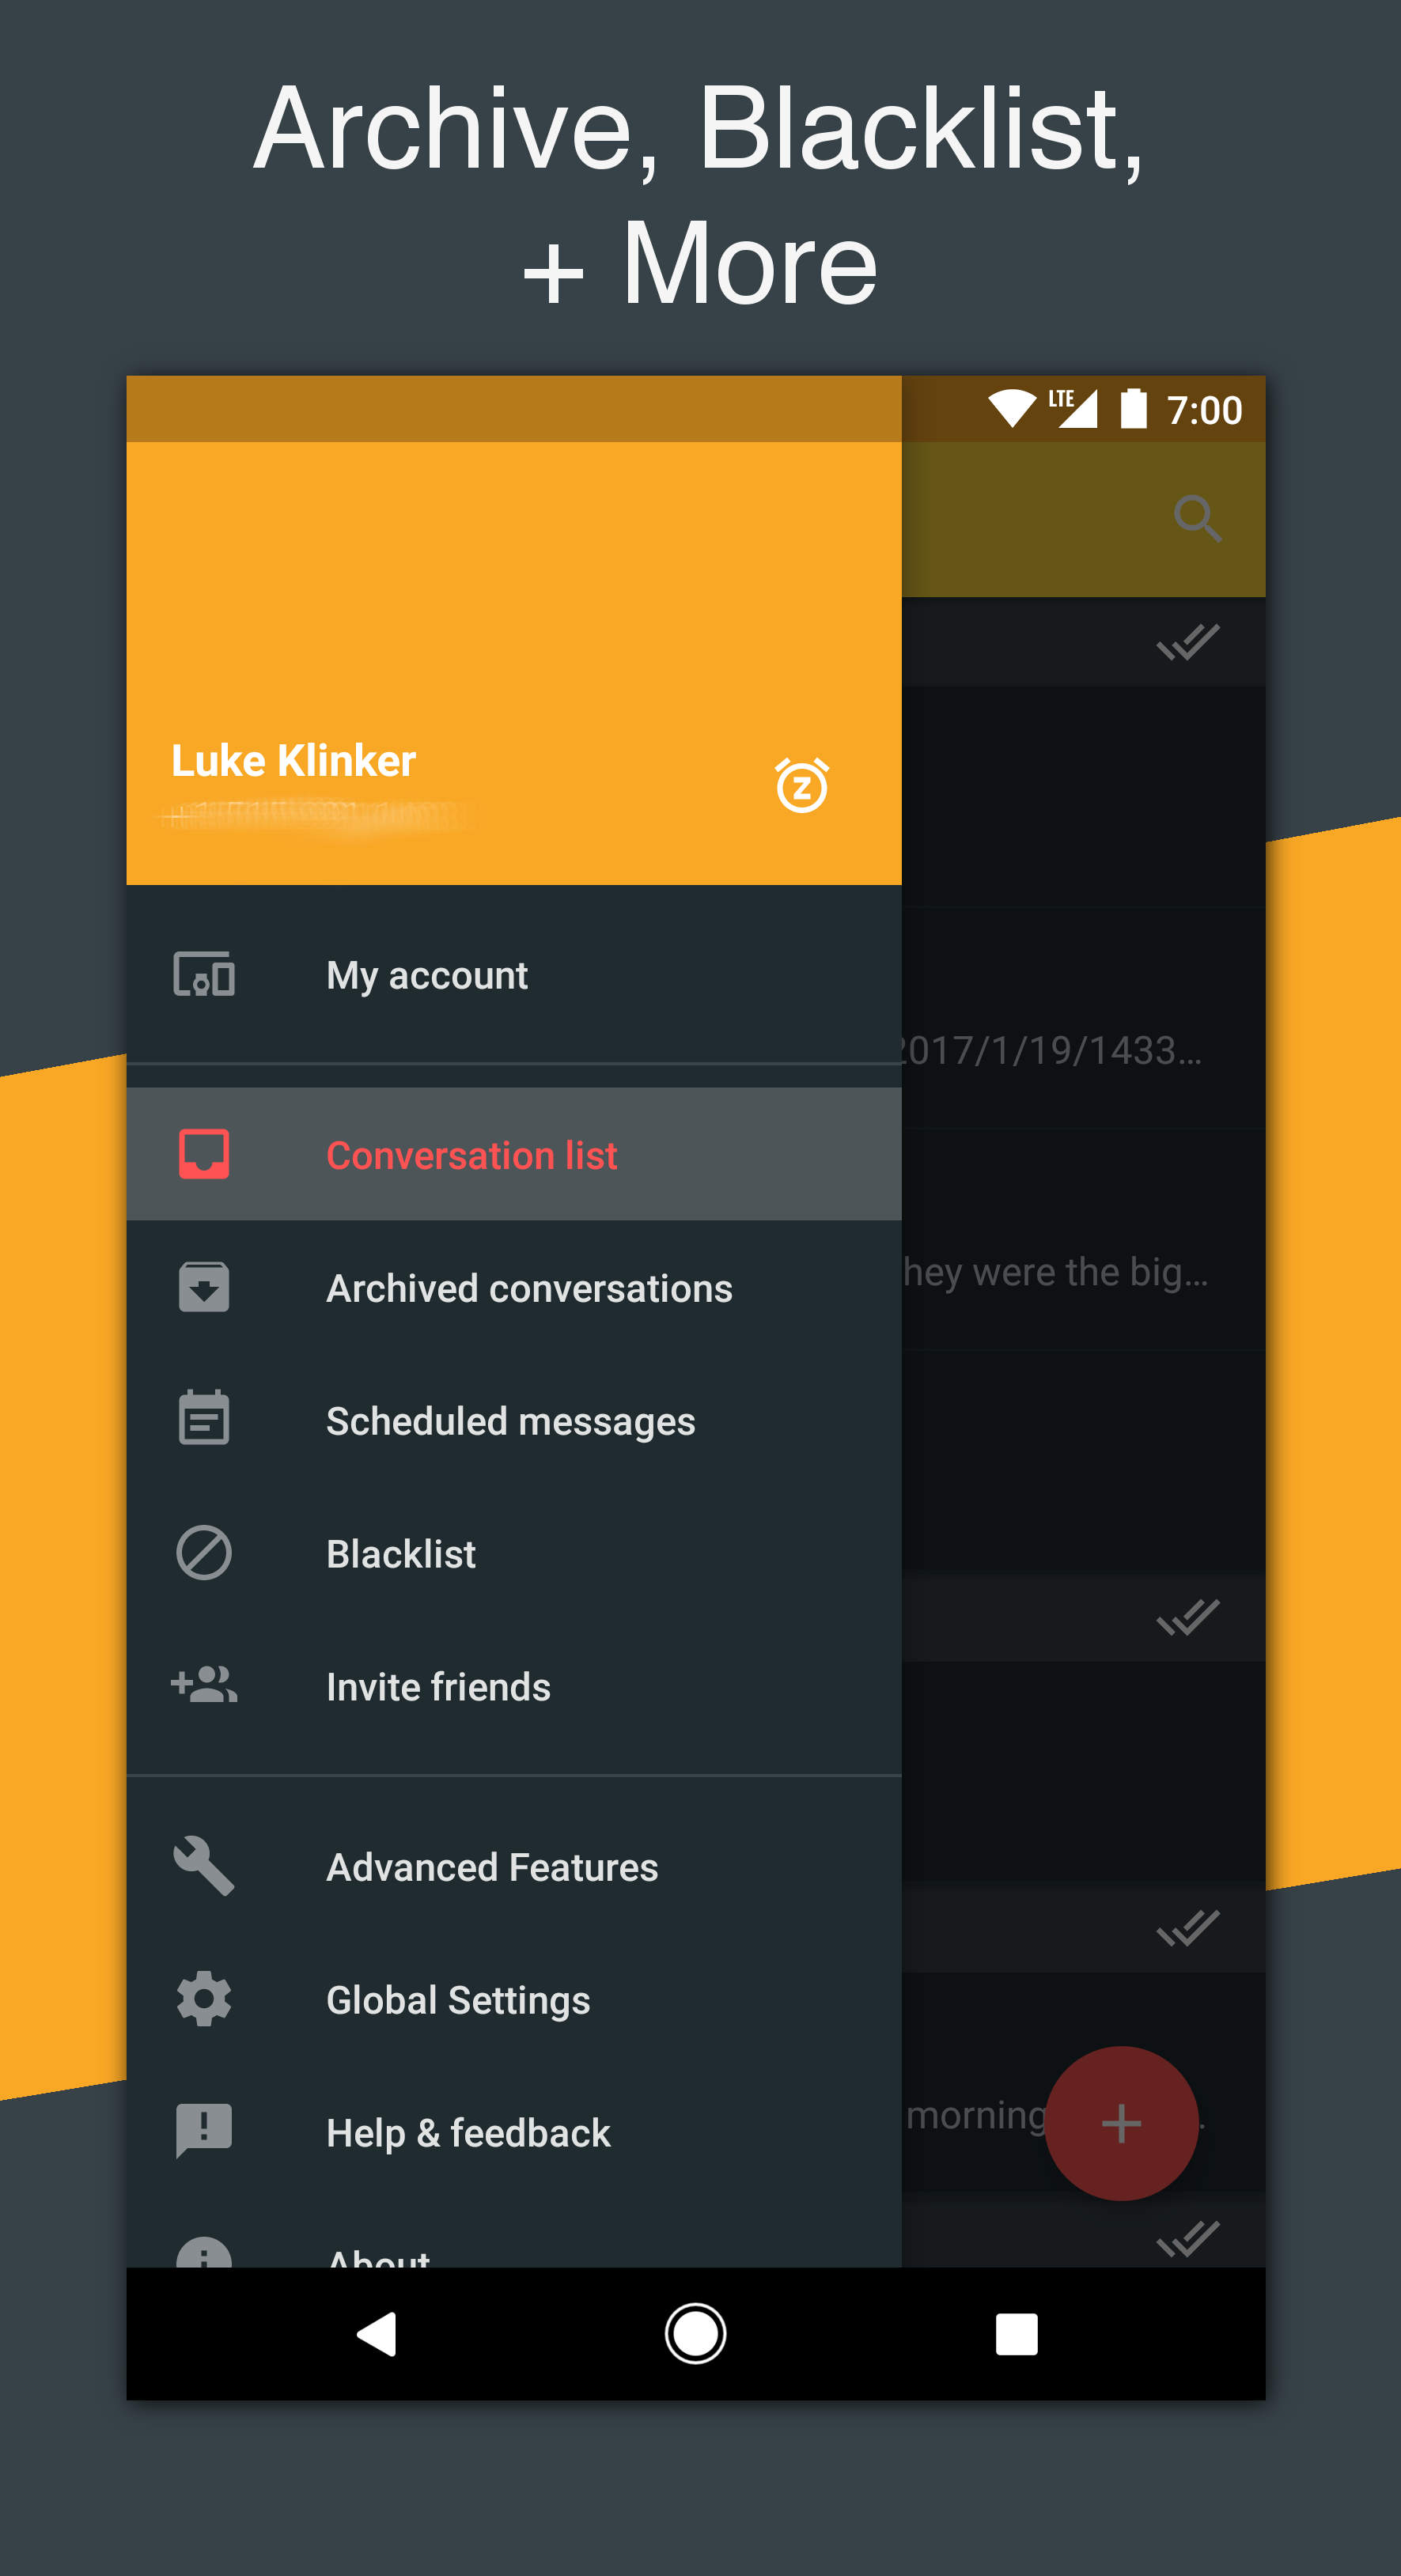 Archive, Blacklist,
+ More
LTE 7:00
Luke Klinker
My account
2017/1/19/1433…
Conversation list
hey were the big…
Archived conversations
Scheduled messages
Blacklist
Invite friends
Advanced Features
Global Settings
Help & feedback
morning
About